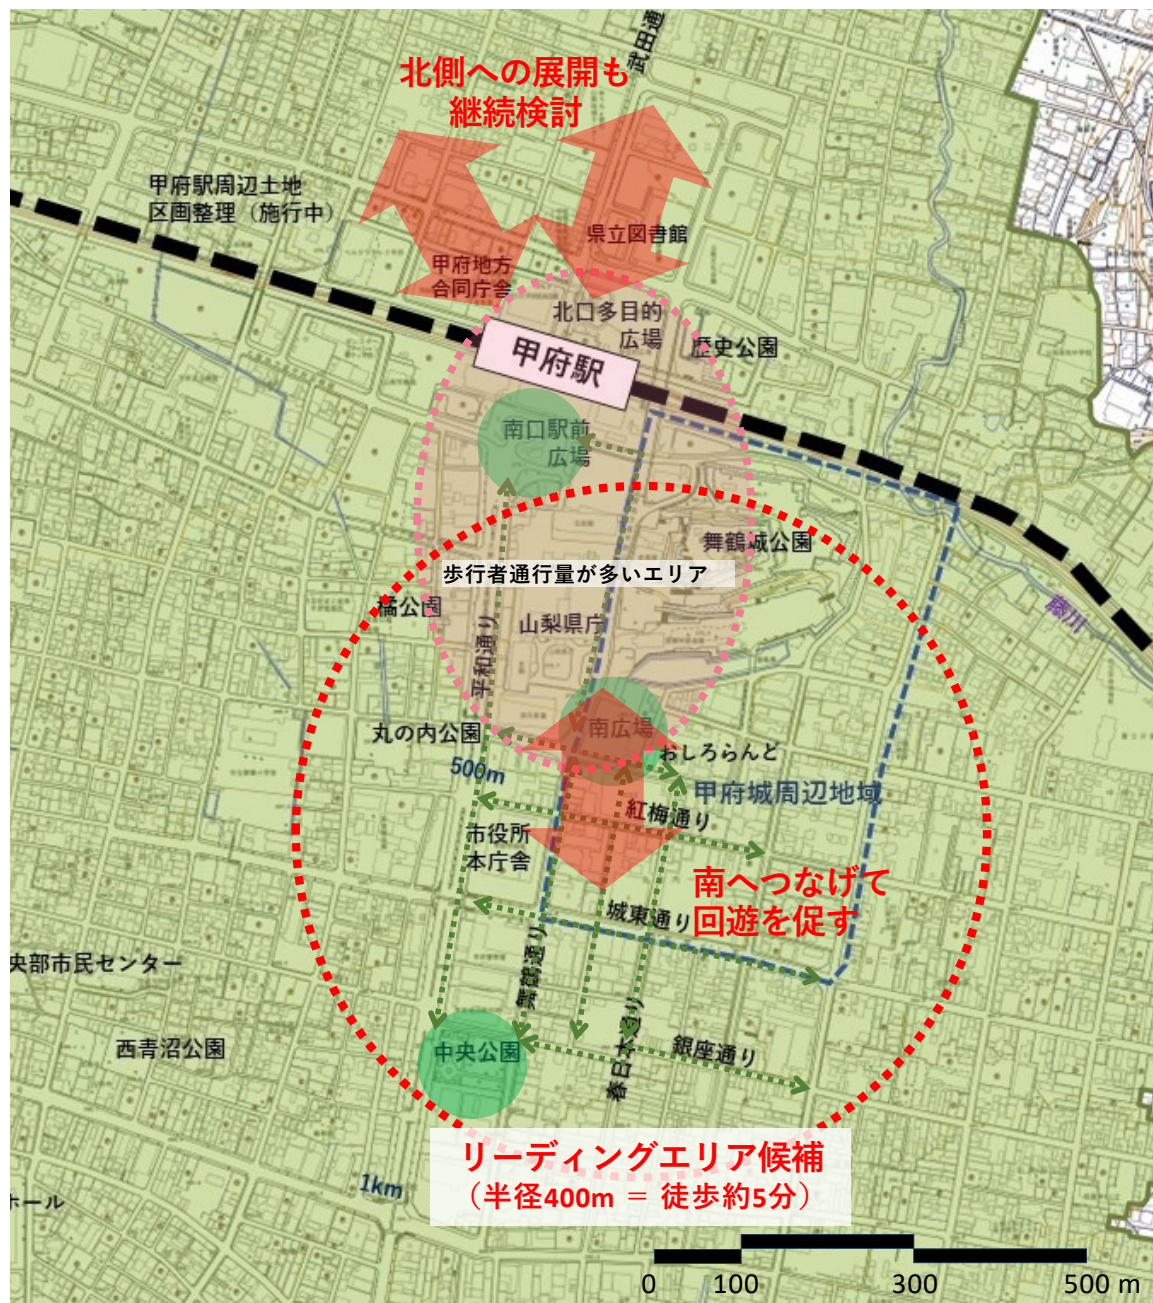 武田通
北側への展開も
継続検討
甲府駅周辺土地
区画整理（施行中）
県立図書館
甲府地方
合同庁舎
北口多目的
広場
歴史公園
甲府駅
南口駅前
広場
舞鶴城公園
歩行者通行量が多いエリア
橘公園
山梨県庁
藤川
平和通り
丸の内公園
南広場
おしろらんど
500m
甲府城周辺地域
紅梅通り
市役所
本庁舎
南へつなげて
回遊を促す
城東通り
央部市民センター
舞鶴通り
西青沼公園
中央公園
春日本通り
銀座通り
リーディングエリア候補
（半径400m ＝ 徒歩約5分）
1km
ホール
0 100 300 500 m